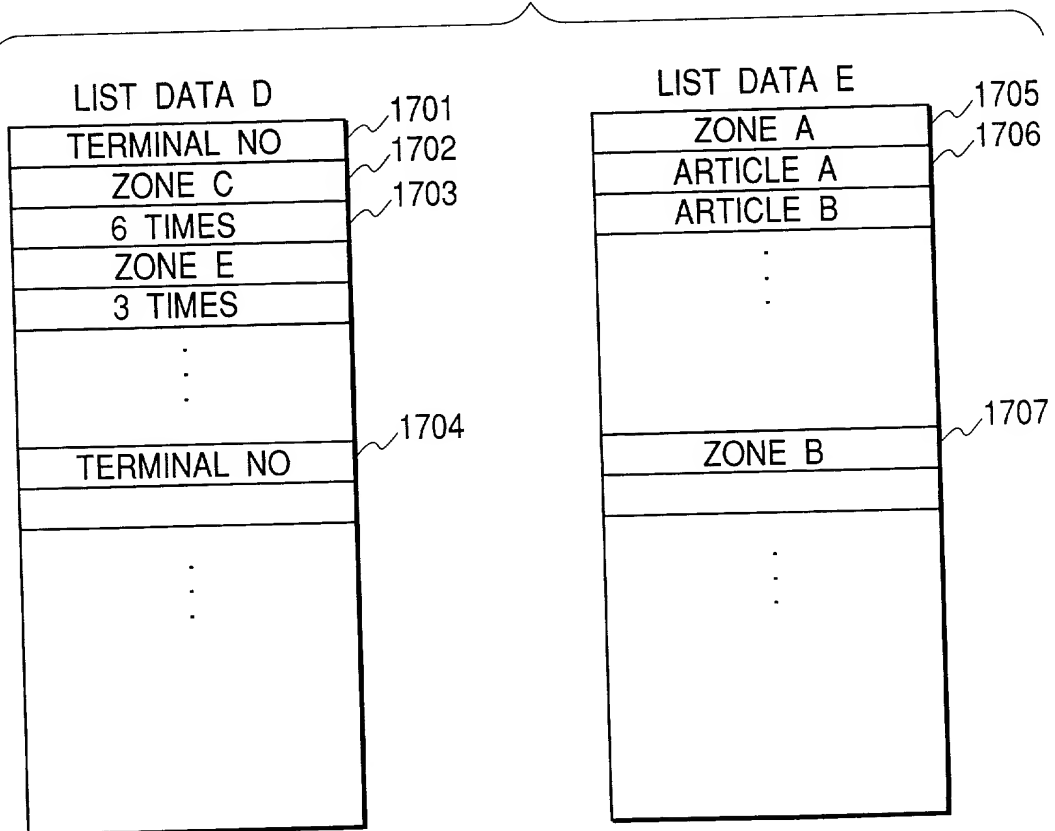 LIST DATA D
TERMINAL NO
1701
ZONE C
1702
6 TIMES
1703
ZONE E
3 TIMES
TERMINAL NO
1704
LIST DATA E
ZONE A
1705
ARTICLE A
1706
ARTICLE B
ZONE B
1707